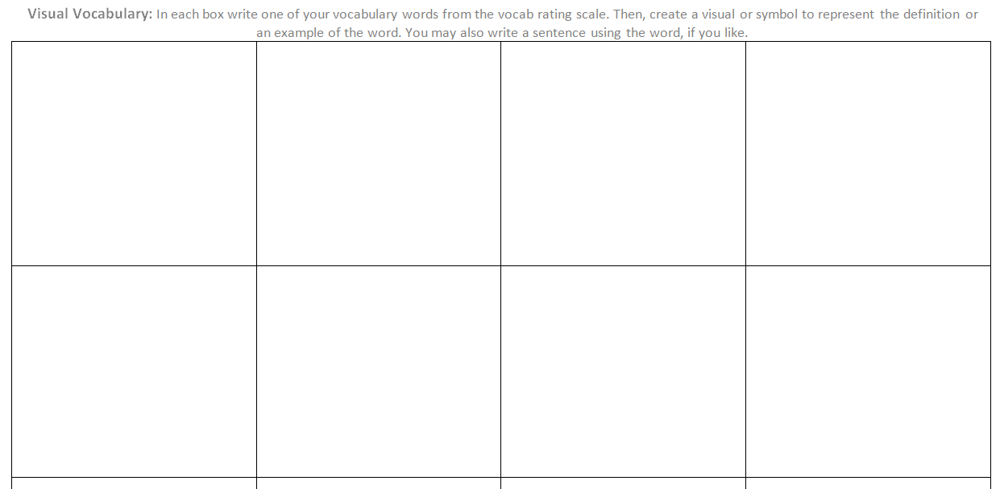 Visual Vocabulary: In each box write one of your vocabulary words from the vocab rating scale. Then, create a visual or symbol to represent the definition or
an example of the word. You may also write a sentence using the word, if you like.